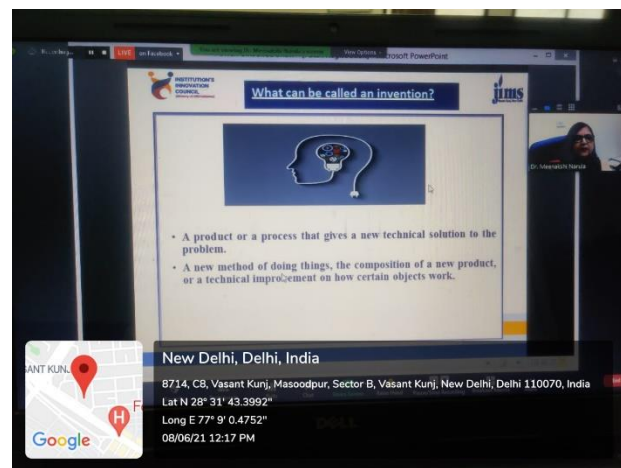 LIVE on Facebook
View Options
Microsoft PowerPoint
INSTITUTION'S
INNOVATION
COUNCIL
What can be called an invention?
jims
Dr. Meenakshi Narula
• A product or a process that gives a new technical solution to the
problem.
• A new method of doing things, the composition of a new product,
or a technical improvement on how certain objects work.
ANT KUNJ
H
Google
New Delhi, Delhi, India
8714, C8, Vasant Kunj, Masoodpur, Sector B, Vasant Kunj, New Delhi, Delhi 110070, India
Lat N 28° 31' 43.3992"
Long E 77° 9' 0.4752"
08/06/21 12:17 PM
DELL